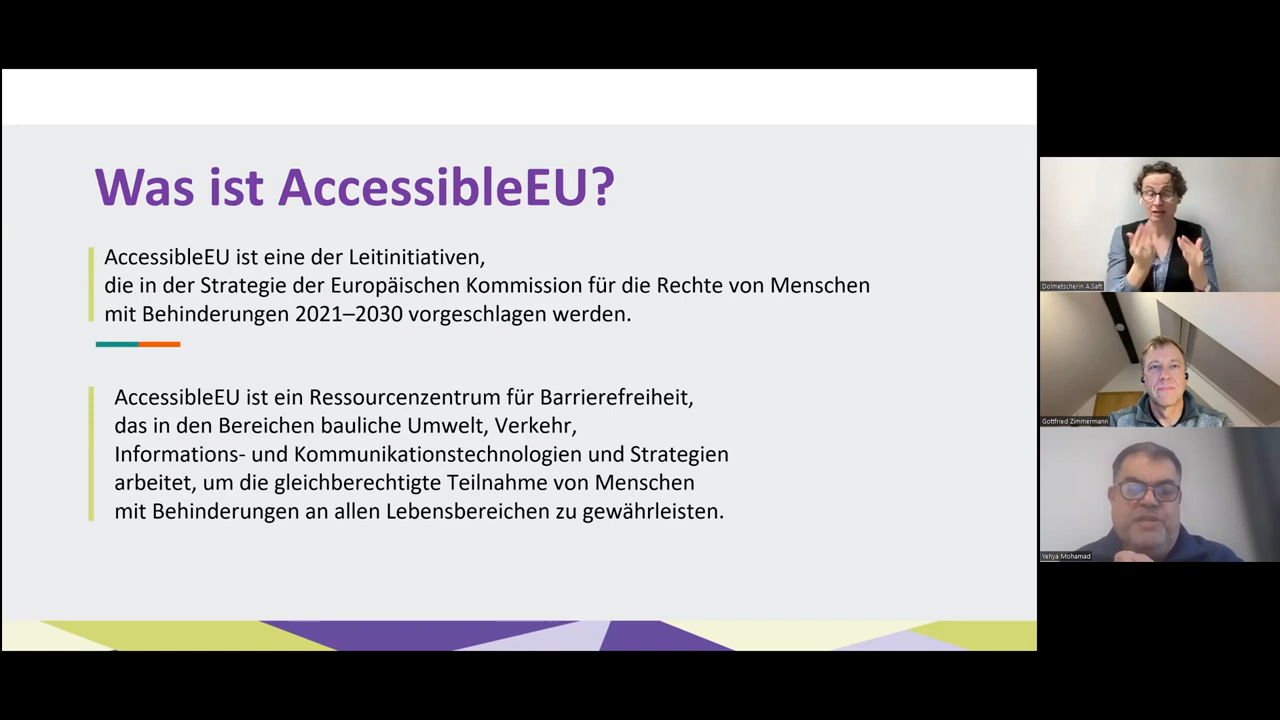 Was ist AccessibleEU?
AccessibleEU ist eine der Leitinitiativen,
die in der Strategie der Europäischen Kommission für die Rechte von Menschen
mit Behinderungen 2021–2030 vorgeschlagen werden.
AccessibleEU ist ein Ressourcenzentrum für Barrierefreiheit,
das in den Bereichen bauliche Umwelt, Verkehr,
Informations- und Kommunikationstechnologien und Strategien
arbeitet, um die gleichberechtigte Teilnahme von Menschen
mit Behinderungen an allen Lebensbereichen zu gewährleisten.
Dolmetscherin A.Saft
Gottfried Zimmermann
Yehya Mohamad